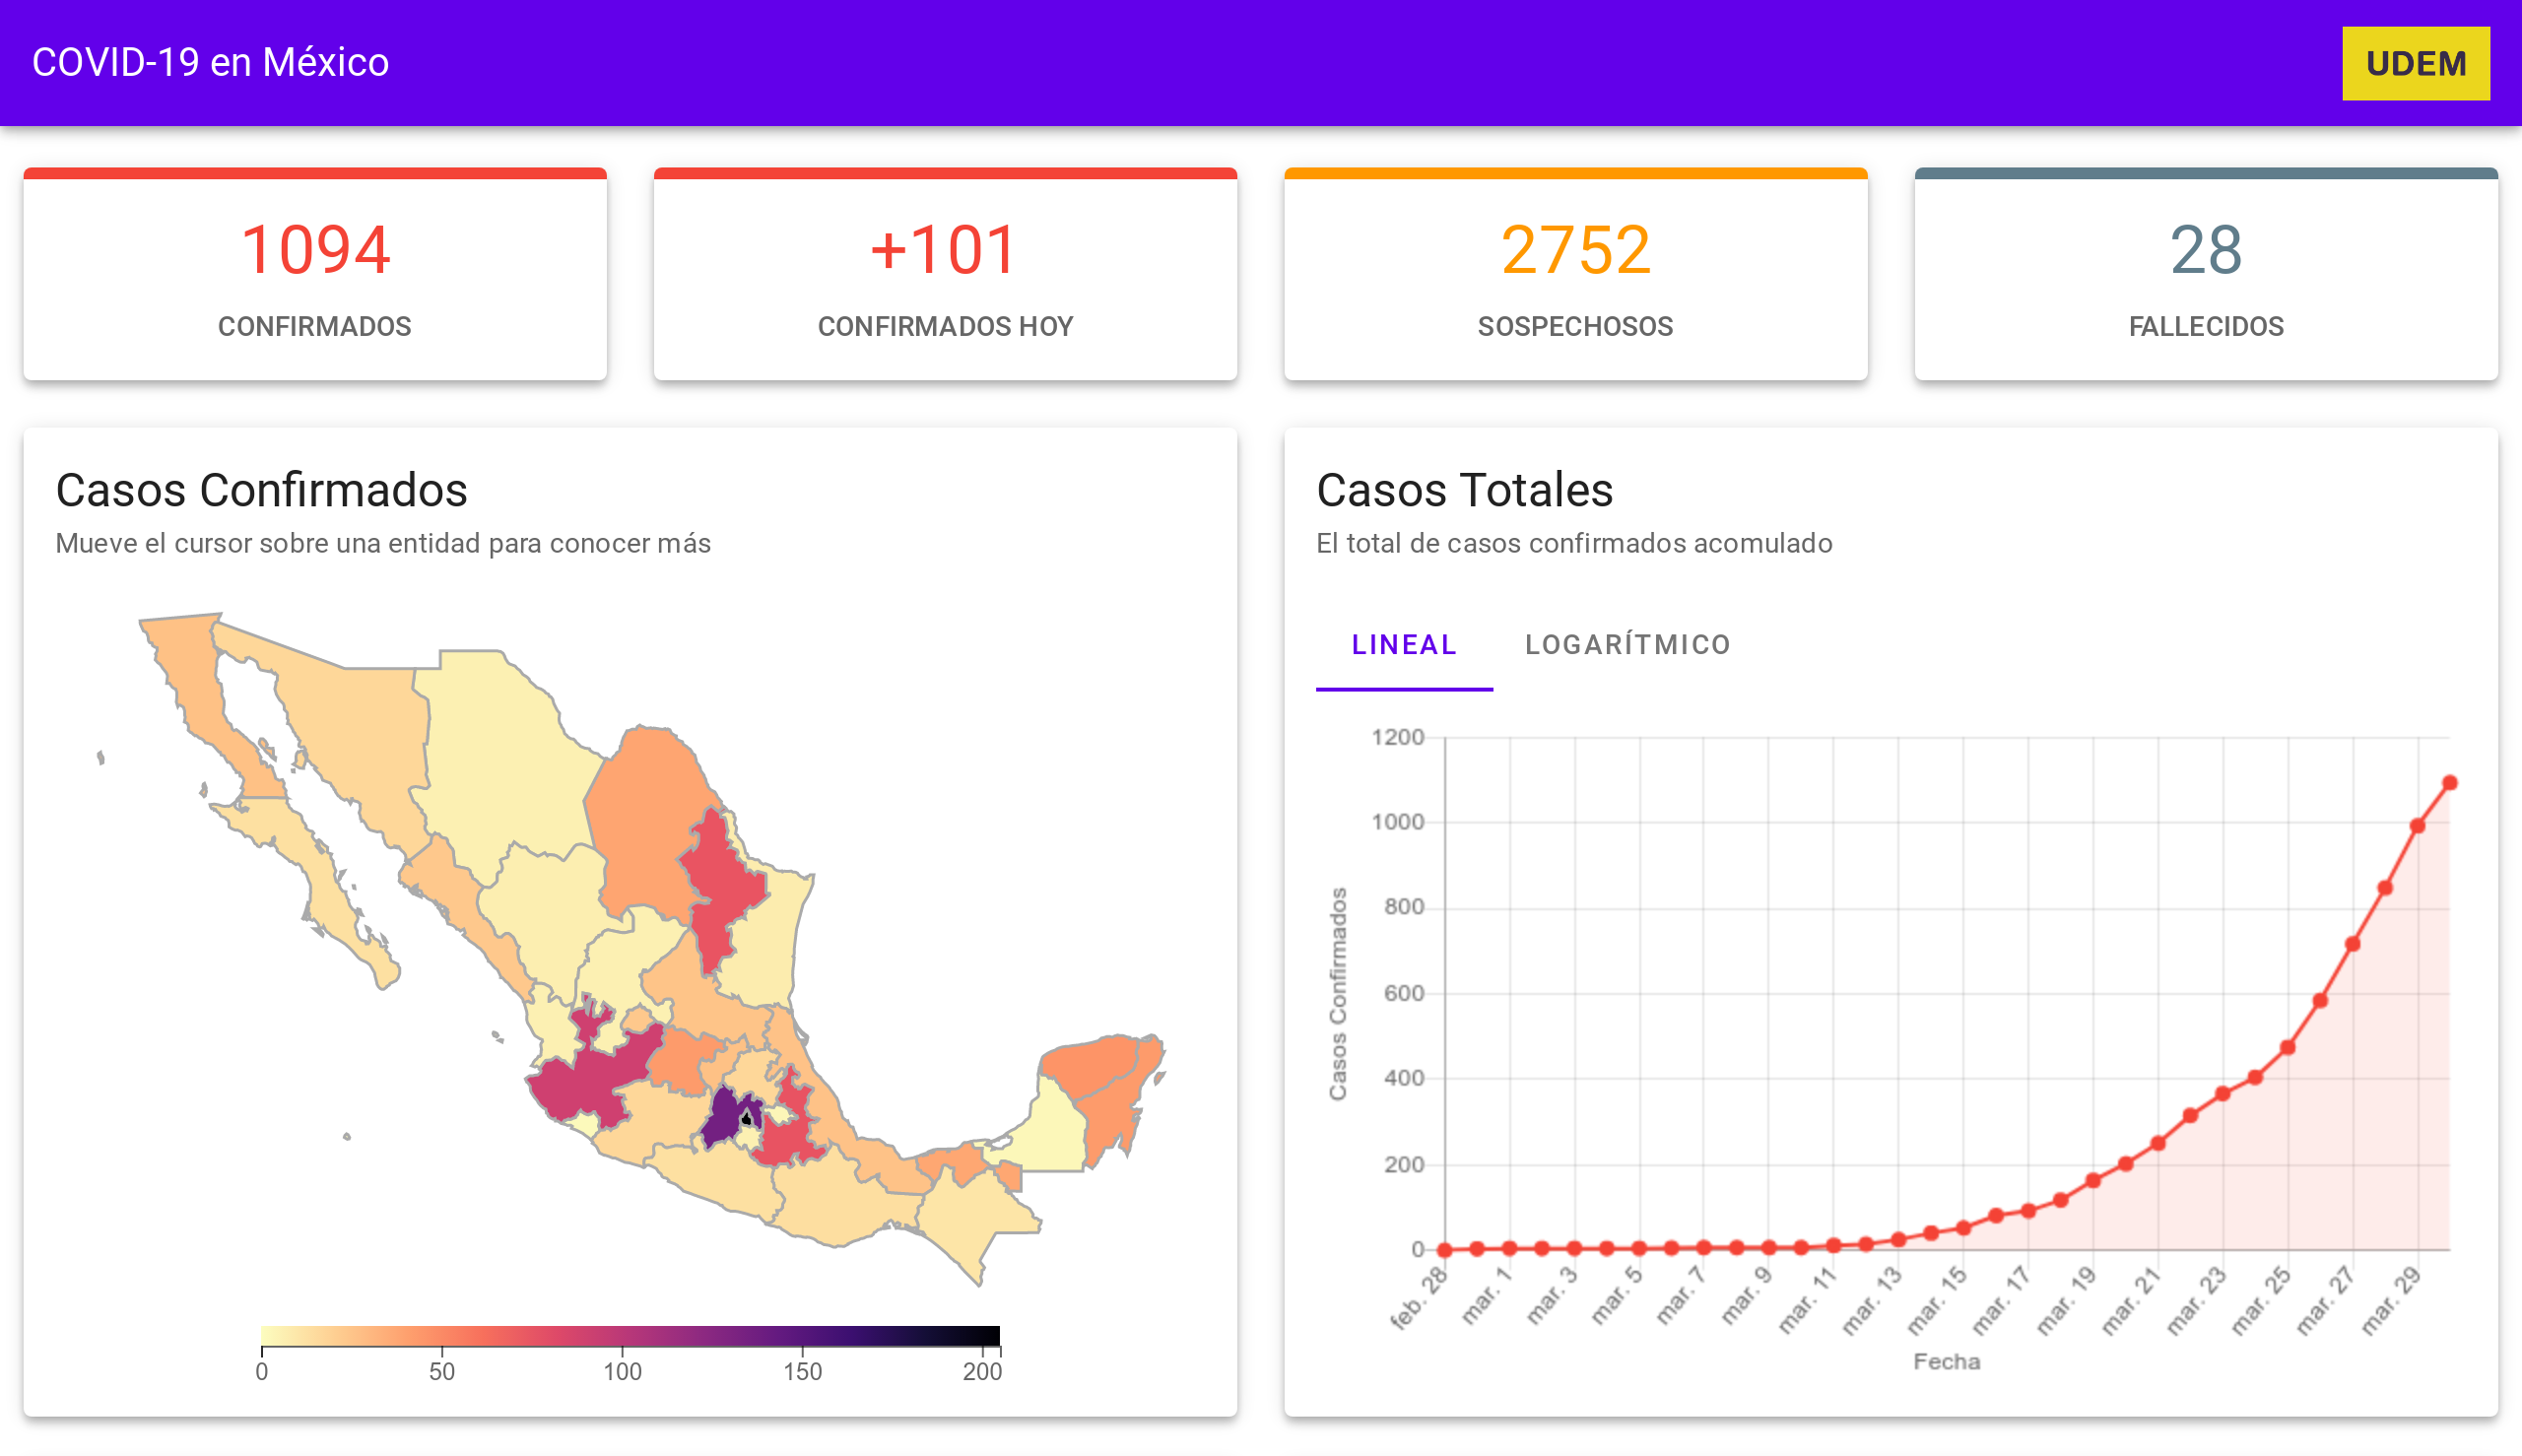 COVID-19 en México
UDEM
1094
CONFIRMADOS
+101
CONFIRMADOS HOY
2752
SOSPECHOSOS
28
FALLECIDOS
Casos Confirmados
Mueve el cursor sobre una entidad para conocer más
0 50 100 150 200
Casos Totales
El total de casos confirmados acumulado
LINEAL LOGARÍTMICO
Casos Confirmados
1200
1000
800
600
400
200
0
feb. 28 mar. 1 mar. 3 mar. 5 mar. 7 mar. 9 mar. 11 mar. 13 mar. 15 mar. 17 mar. 19 mar. 21 mar. 23 mar. 25 mar. 27 mar. 29
Fecha